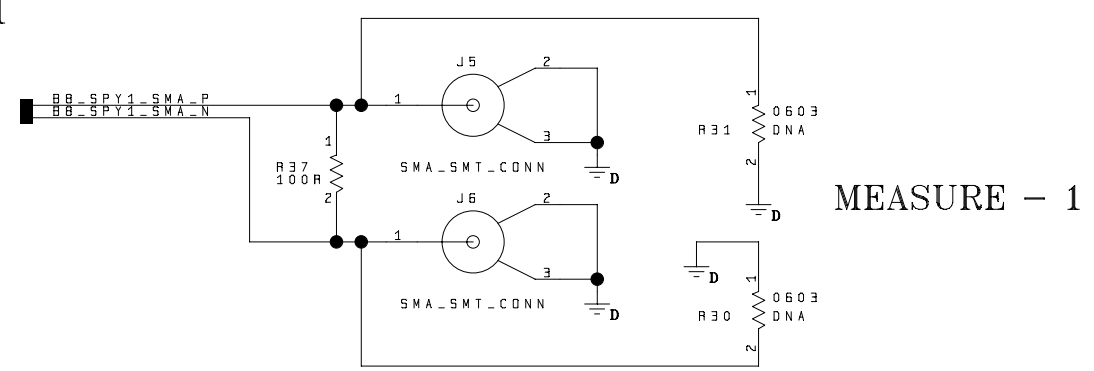 J5
2
1
3
B8_SPY1_SMA_P
B8_SPY1_SMA_N
1
R37
100R
2
SMA_SMT_CONN
D
1
R31
0603
DNA
2
D
MEASURE - 1
J6
2
1
3
SMA_SMT_CONN
D
D
1
R30
0603
DNA
2